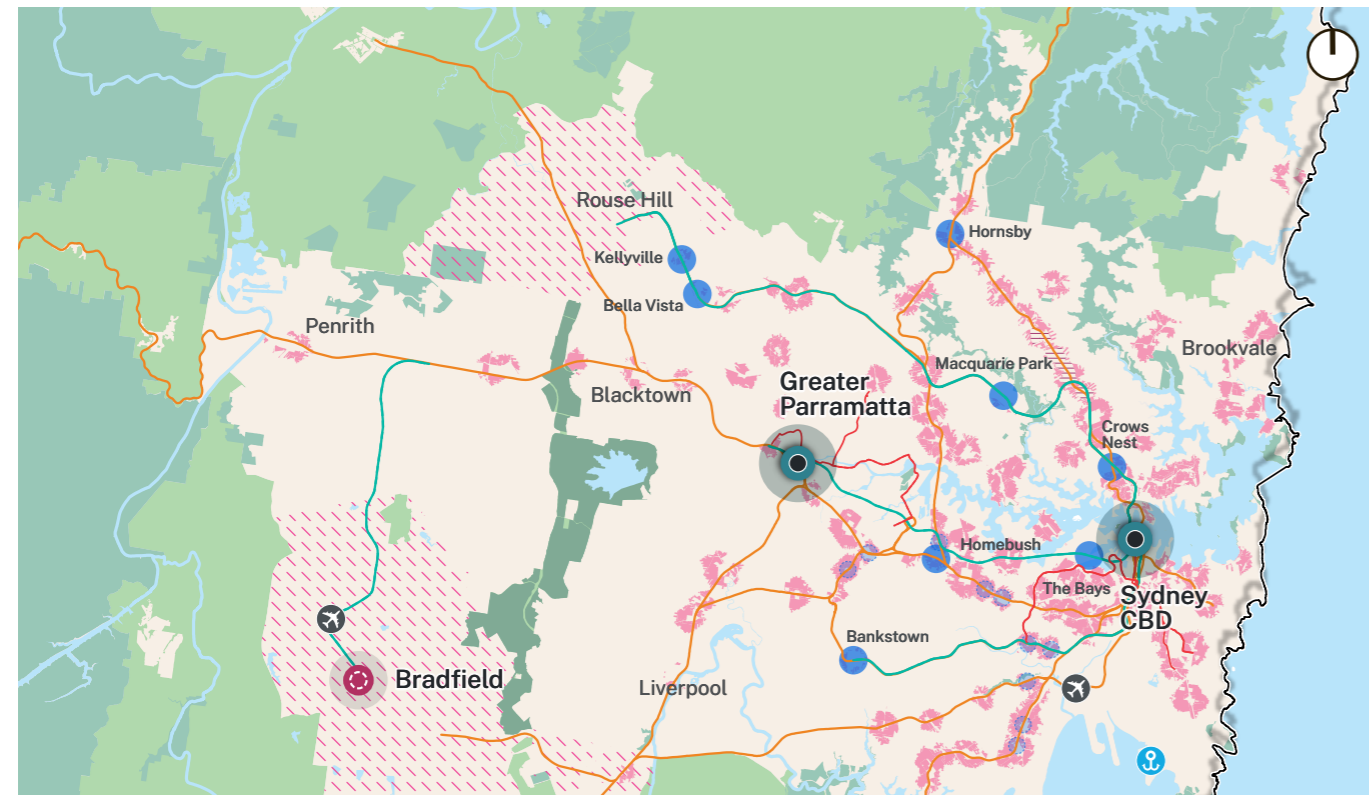 Rouse Hill
Hornsby
Kellyville
Bella Vista
Penrith
Brookvale
Macquarie Park
Greater
Parramatta
Blacktown
Crows
Nest
Homebush
The Bays
Sydney
CBD
Bankstown
Bradfield
Liverpool